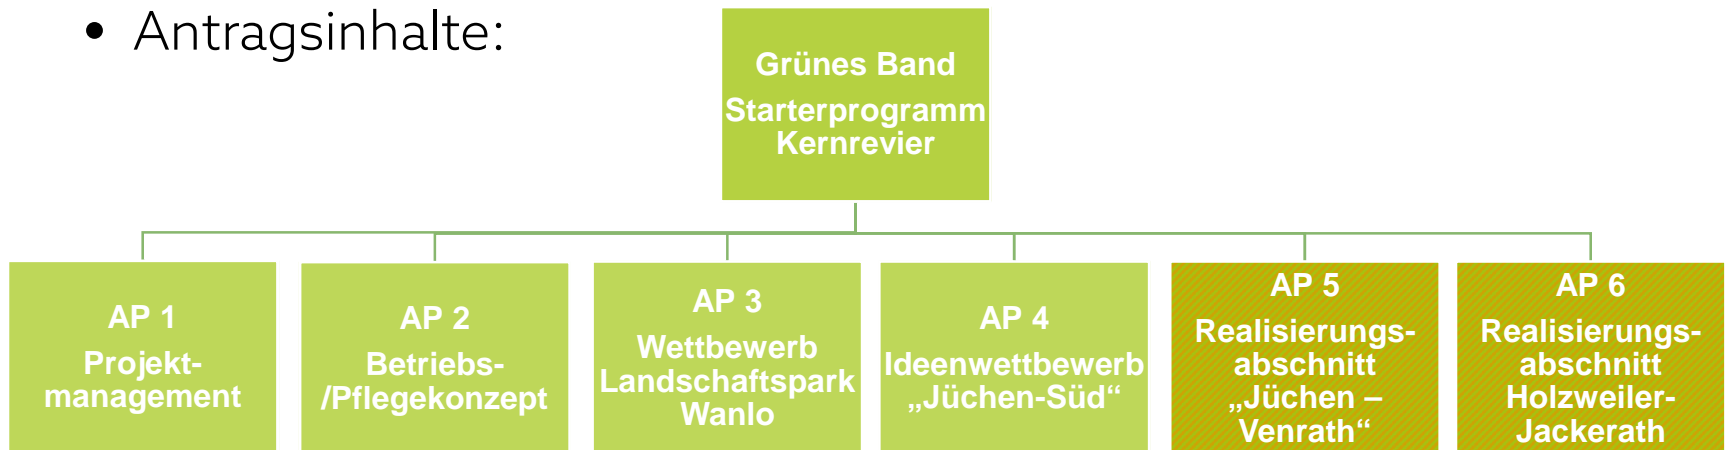 • Antragsinhalte:
Grünes Band
Starterprogramm
Kernrevier
AP 1
Projekt-
management
AP 2
Betriebs-
/Pflegekonzept
AP 3
Wettbewerb
Landschaftspark
Wanlo
AP 4
Ideenwettbewerb
„Jüchen-Süd“
AP 5
Realisierungs-
abschnitt
„Jüchen –
Venrath“
AP 6
Realisierungs-
abschnitt
Holzweiler-
Jackerath